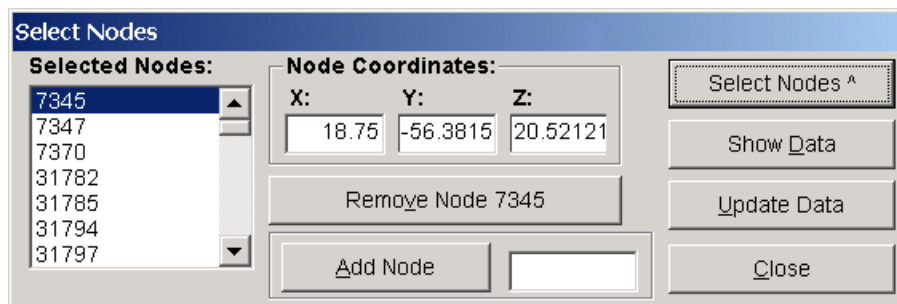 Select Nodes
Selected Nodes:
7345
7347
7370
31782
31785
31794
31797
Node Coordinates:
X: Y: Z:
18.75 -56.3815 20.52121
Remove Node 7345
Add Node
Select Nodes ^
Show Data
Update Data
Close